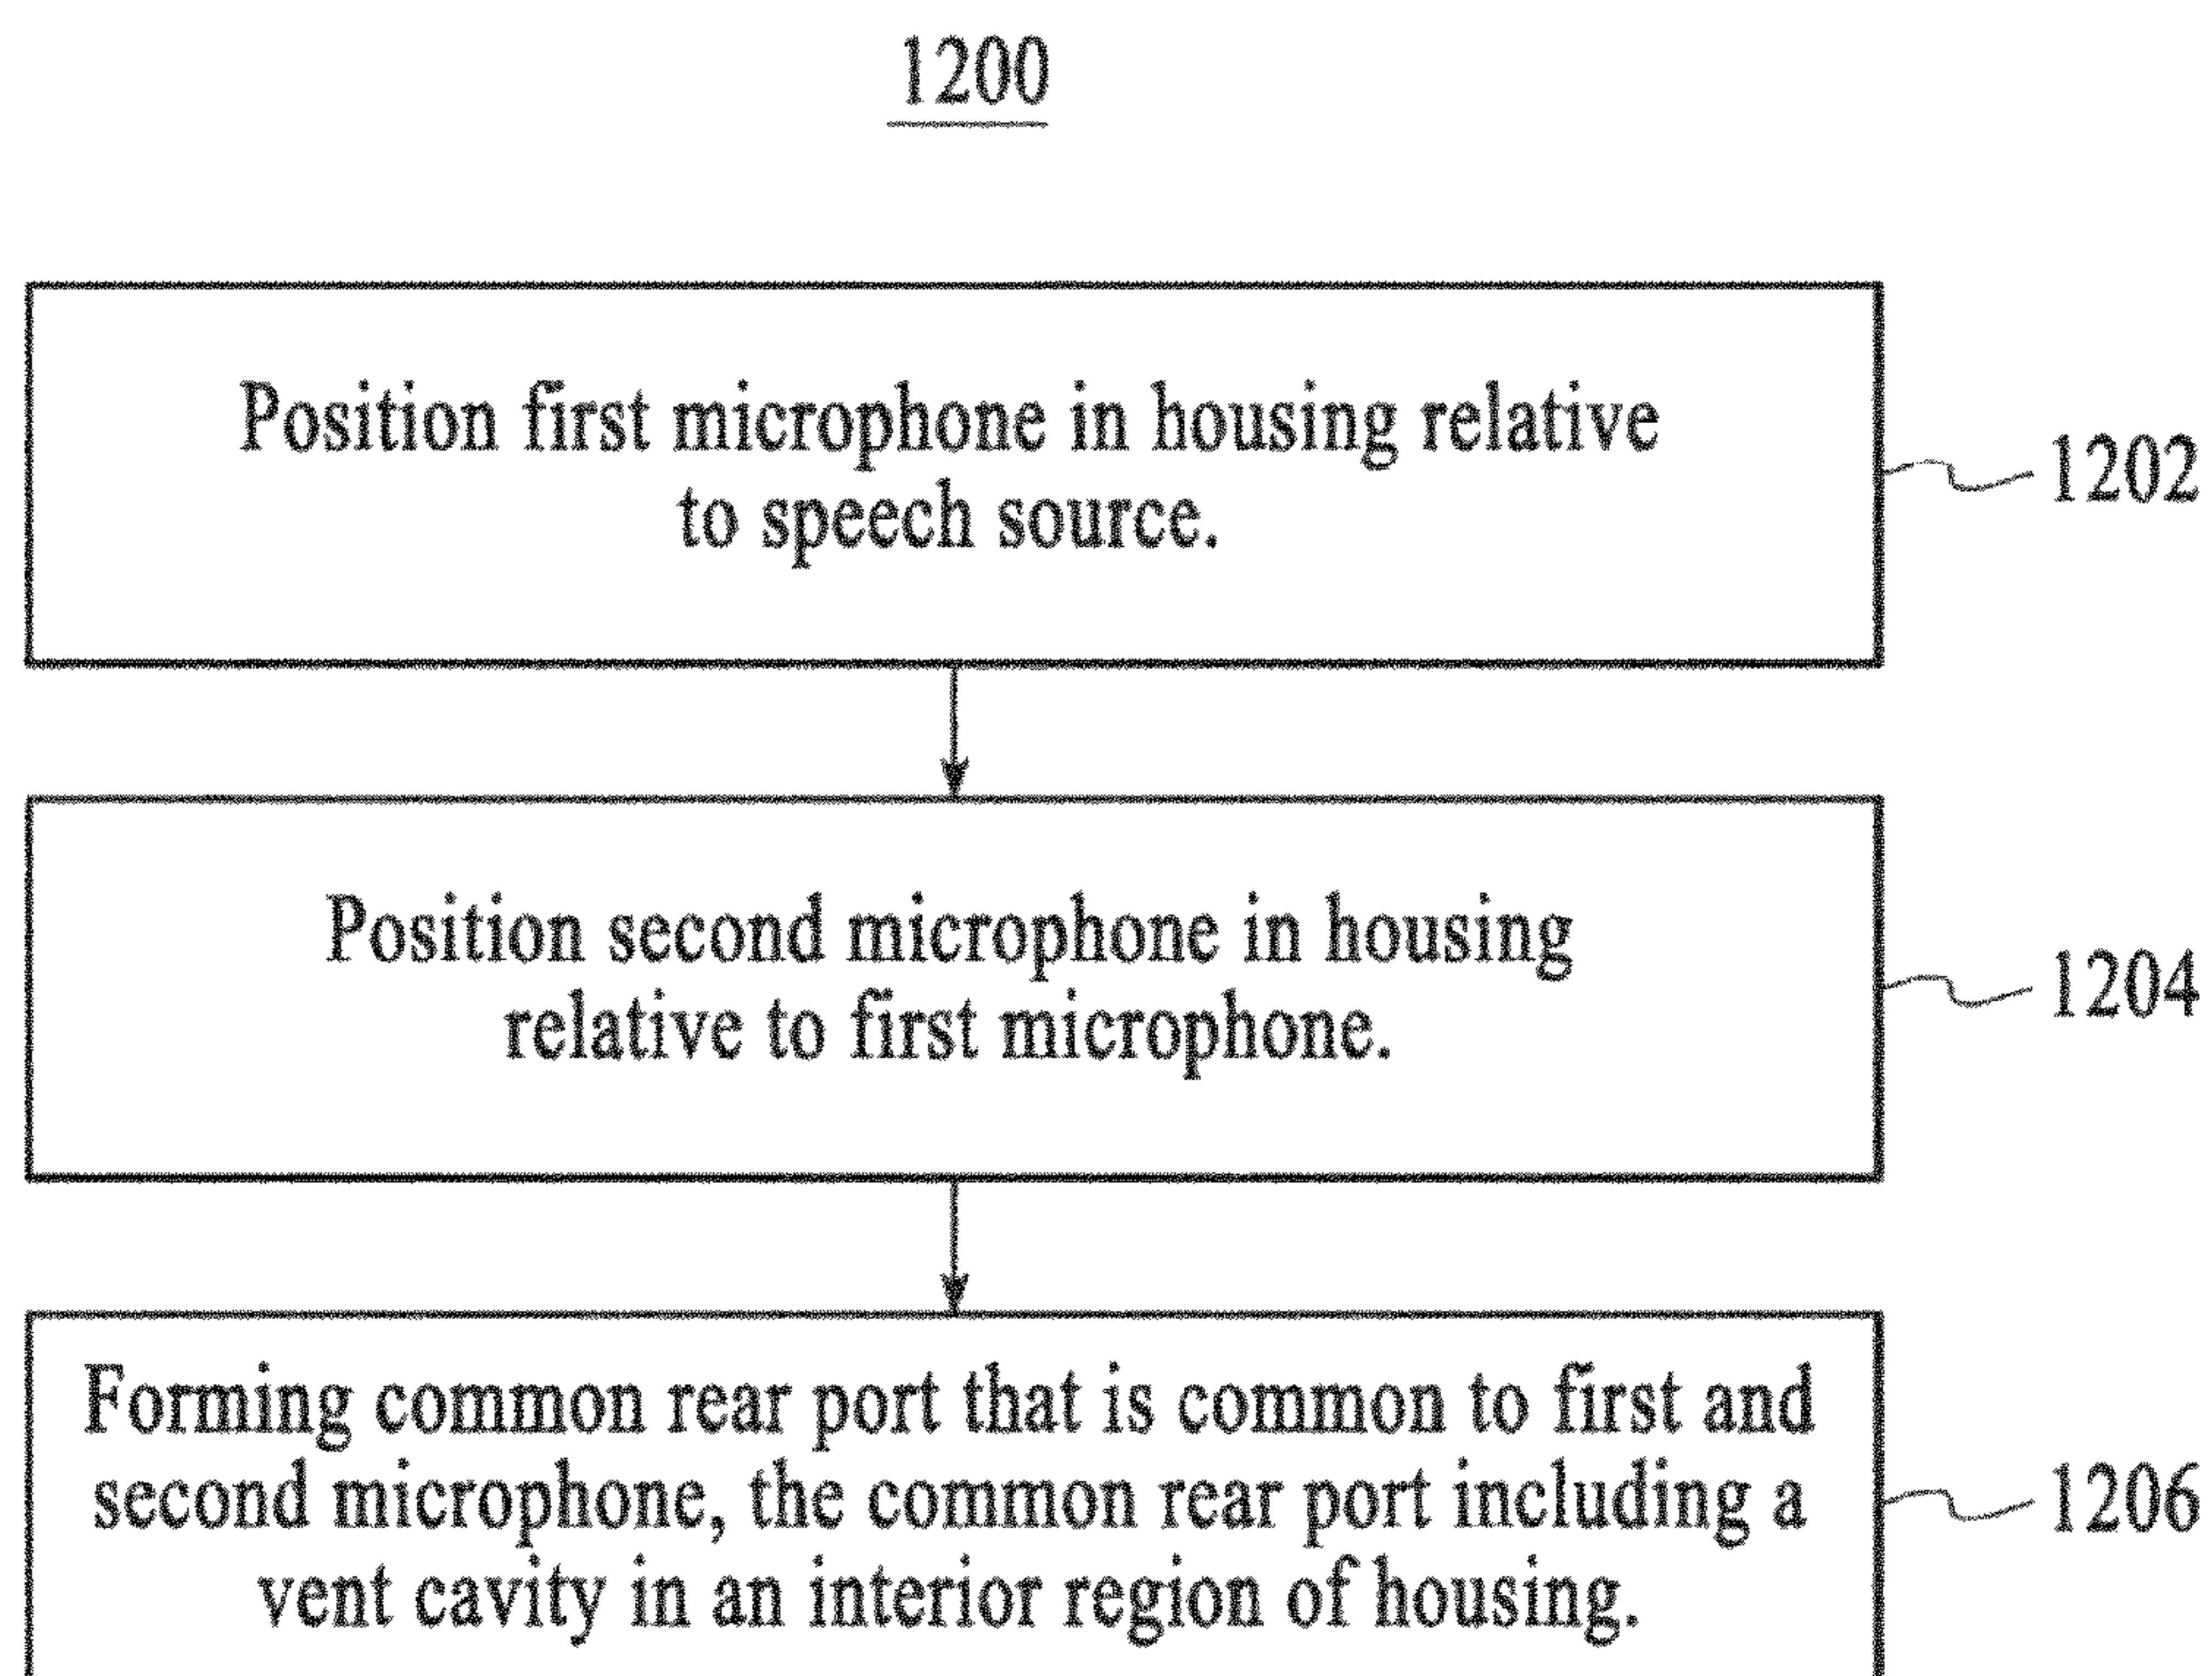 1200
Position first microphone in housing relative
to speech source.
1202
Position second microphone in housing
relative to first microphone.
1204
Forming common rear port that is common to first and
second microphone, the common rear port including a
vent cavity in an interior region of housing.
1206